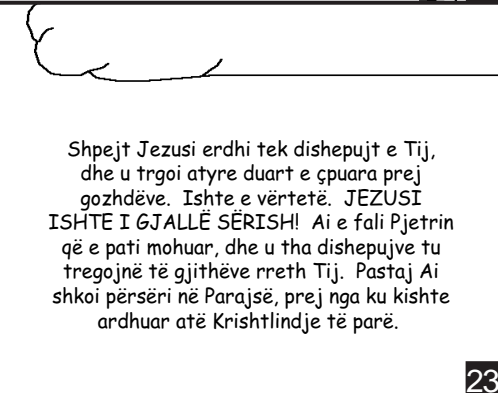 Shpejt Jezusi erdhi tek dishepujt e Tij,
dhe u trgoi atyre duart e çpuara prej
gozhdëve.  Ishte e vërtetë.  JEZUSI
ISHTE I GJALLË SËRISH!  Ai e fali Pjetrin
që e pati mohuar, dhe u tha dishepujve tu
tregojnë të gjithëve rreth Tij.  Pastaj Ai
shkoi përsëri në Parajsë, prej nga ku kishte
ardhuar atë Krishtlindje të parë.
23